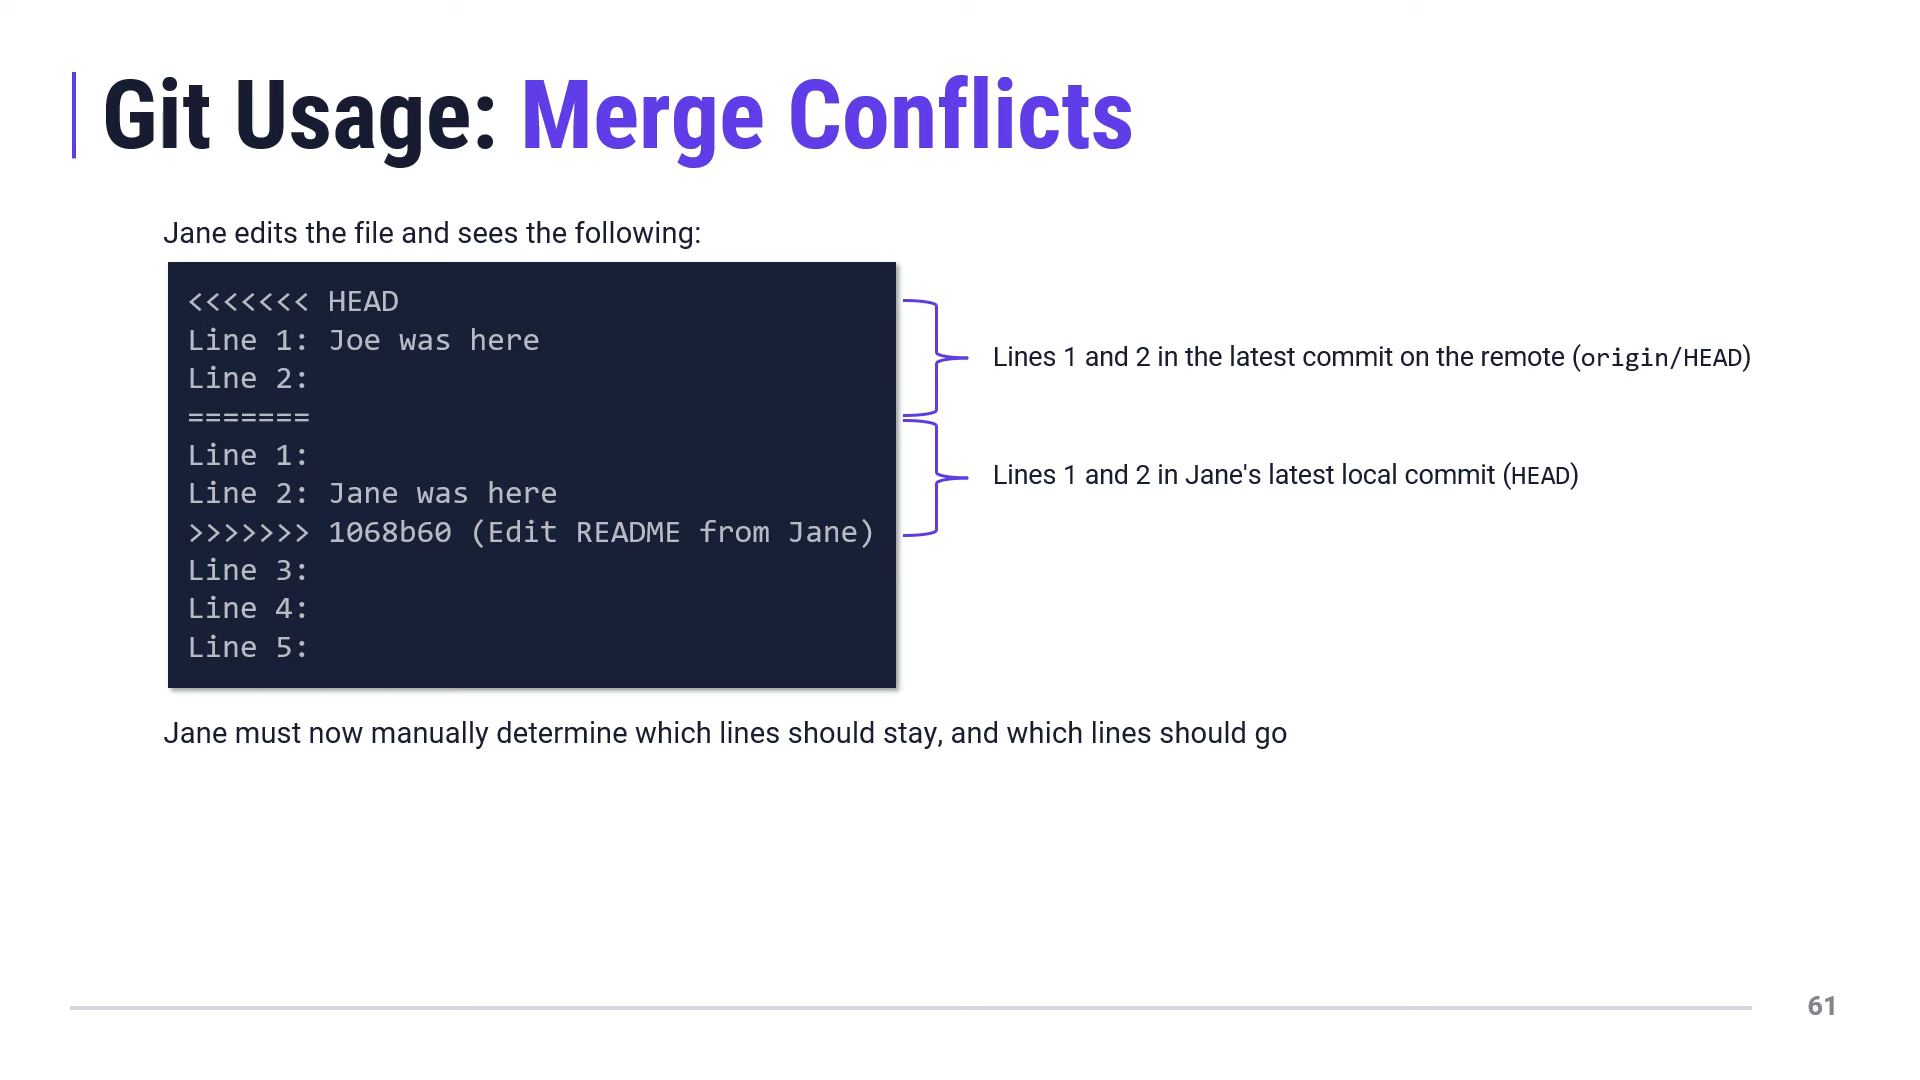 Git Usage: Merge Conflicts
Jane edits the file and sees the following:
<<<<<<< HEAD
Line 1: Joe was here
Line 2:
=======
Line 1:
Line 2: Jane was here
>>>>>>> 1068b60 (Edit README from Jane)
Line 3:
Line 4:
Line 5:
Lines 1 and 2 in the latest commit on the remote (origin/HEAD)
Lines 1 and 2 in Jane's latest local commit (HEAD)
Jane must now manually determine which lines should stay, and which lines should go
61